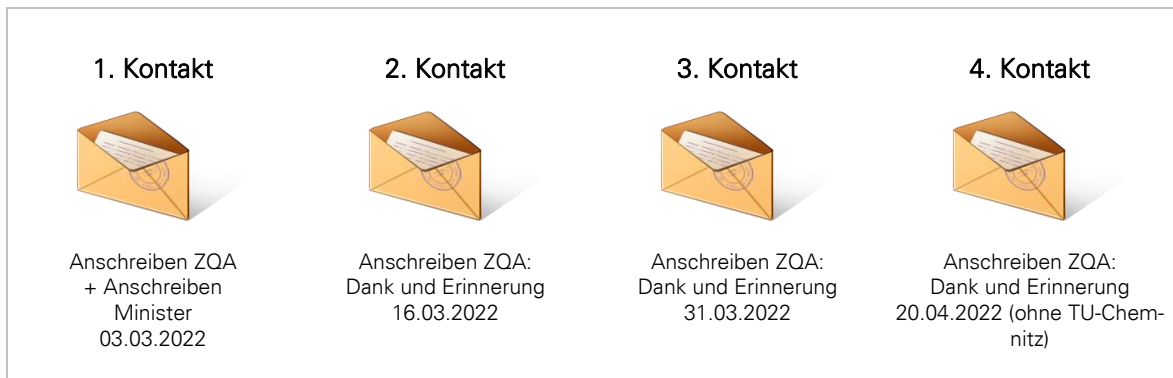 1. Kontakt
Anschreiben ZQA
+ Anschreiben
Minister
03.03.2022
2. Kontakt
Anschreiben ZQA:
Dank und Erinnerung
16.03.2022
3. Kontakt
Anschreiben ZQA:
Dank und Erinnerung
31.03.2022
4. Kontakt
Anschreiben ZQA:
Dank und Erinnerung
20.04.2022 (ohne TU-Chem-
nitz)